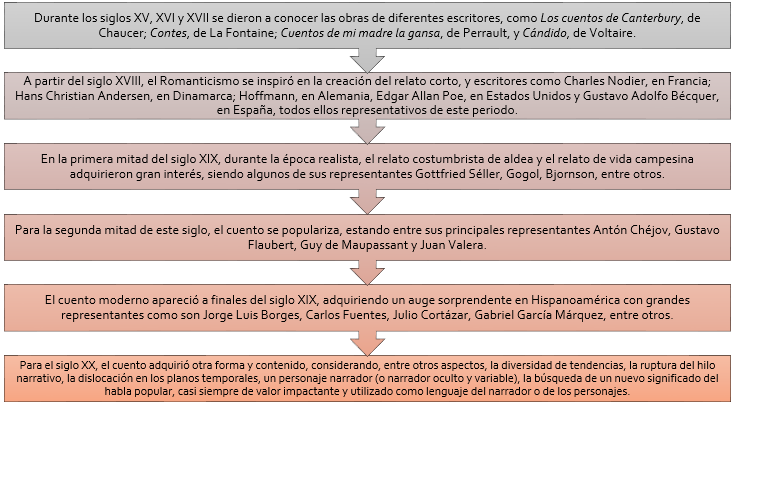 Durante los siglos XV, XVI y XVII se dieron a conocer las obras de diferentes escritores, como Los cuentos de Canterbury, de
Chaucer; Contes, de La Fontaine; Cuentos de mi madre la gansa, de Perrault, y Cándido, de Voltaire.
A partir del siglo XVIII, el Romanticismo se inspiró en la creación del relato corto, y escritores como Charles Nodier, en Francia;
Hans Christian Andersen, en Dinamarca; Hoffmann, en Alemania, Edgar Allan Poe, en Estados Unidos y Gustavo Adolfo Bécquer,
en España, todos ellos representativos de este periodo.
En la primera mitad del siglo XIX, durante la época realista, el relato costumbrista de aldea y el relato de vida campesina
adquirieron gran interés, siendo algunos de sus representantes Gottfried Séller, Gogol, Bjornson, entre otros.
Para la segunda mitad de este siglo, el cuento se populariza, estando entre sus principales representantes Antón Chéjov, Gustavo
Flaubert, Guy de Maupassant y Juan Valera.
El cuento moderno apareció a finales del siglo XIX, adquiriendo un auge sorprendente en Hispanoamérica con grandes
representantes como son Jorge Luis Borges, Carlos Fuentes, Julio Cortázar, Gabriel García Márquez, entre otros.
Para el siglo XX, el cuento adquirió otra forma y contenido, considerando, entre otros aspectos, la diversidad de tendencias, la ruptura del hilo
narrativo, la dislocación en los planos temporales, un personaje narrador (o narrador oculto y variable), la búsqueda de un nuevo significado del
habla popular, casi siempre de valor impactante y utilizado como lenguaje del narrador o de los personajes.